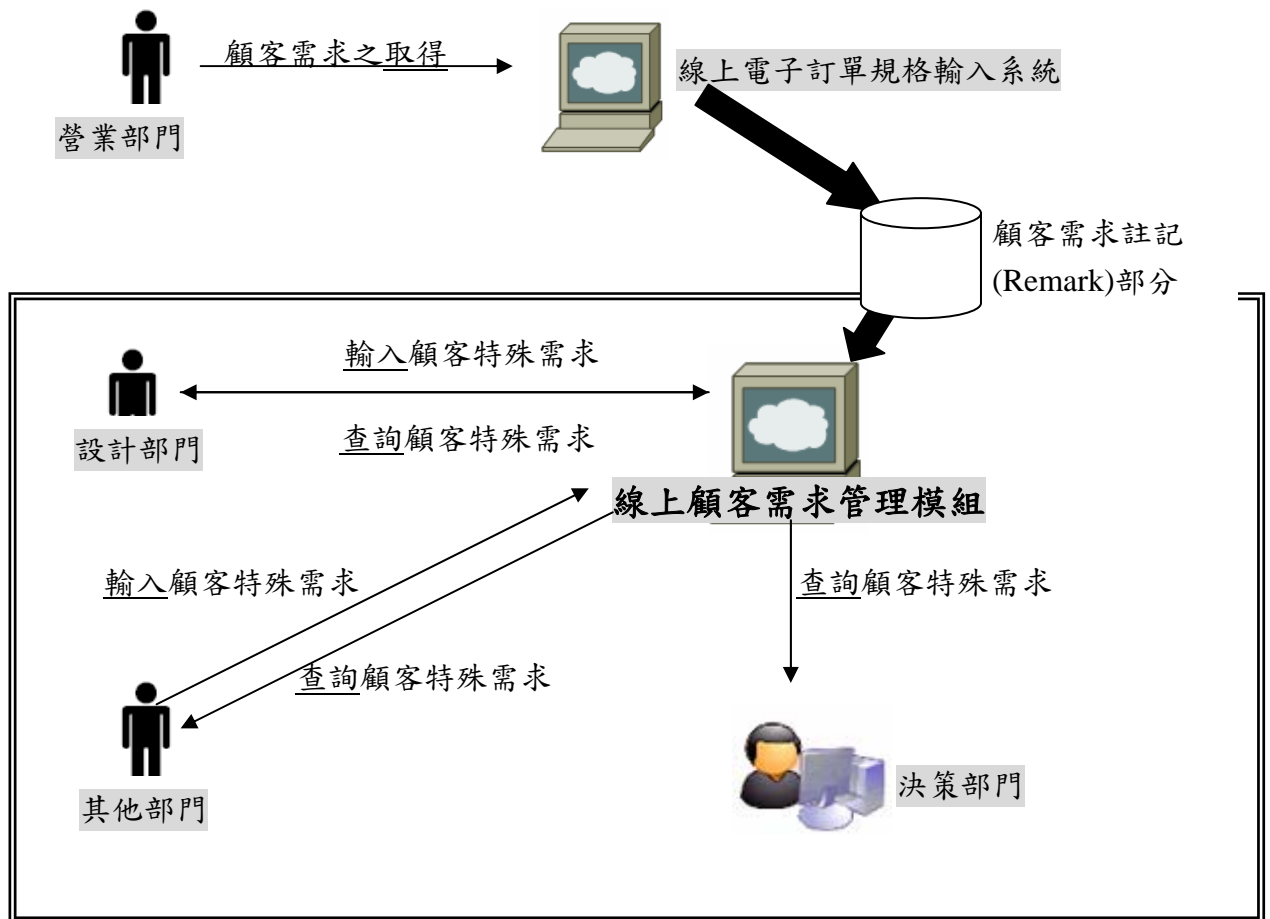 顧客需求之取得
線上電子訂單規格輸入系統
營業部門
顧客需求註記
(Remark)部分
輸入顧客特殊需求
設計部門
查詢顧客特殊需求
線上顧客需求管理模組
輸入顧客特殊需求
查詢顧客特殊需求
查詢顧客特殊需求
其他部門
決策部門